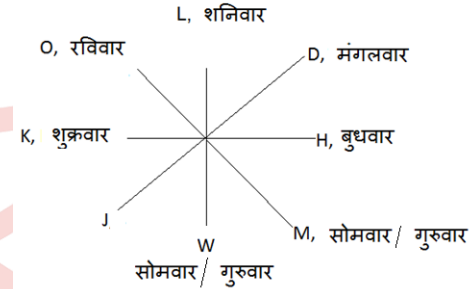 L, शनिवार
O, रविवार
D, मंगलवार
K, शुक्रवार
H, बुधवार
J
W
सोमवार / गुरुवार
M, सोमवार / गुरुवार